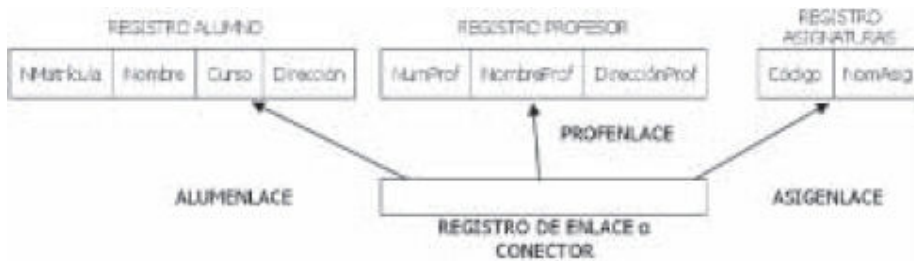 REGISTRO ALUMNO
REGISTRO PROFESOR
REGISTRO
ASIGNATURAS
NMatrícula Nombre Curso Dirección
NumProf NombreProf DirecciónProf
Código NomAsig
PROFENLACE
ALUMENLACE
ASIGENLACE
REGISTRO DE ENLACE o
CONECTOR